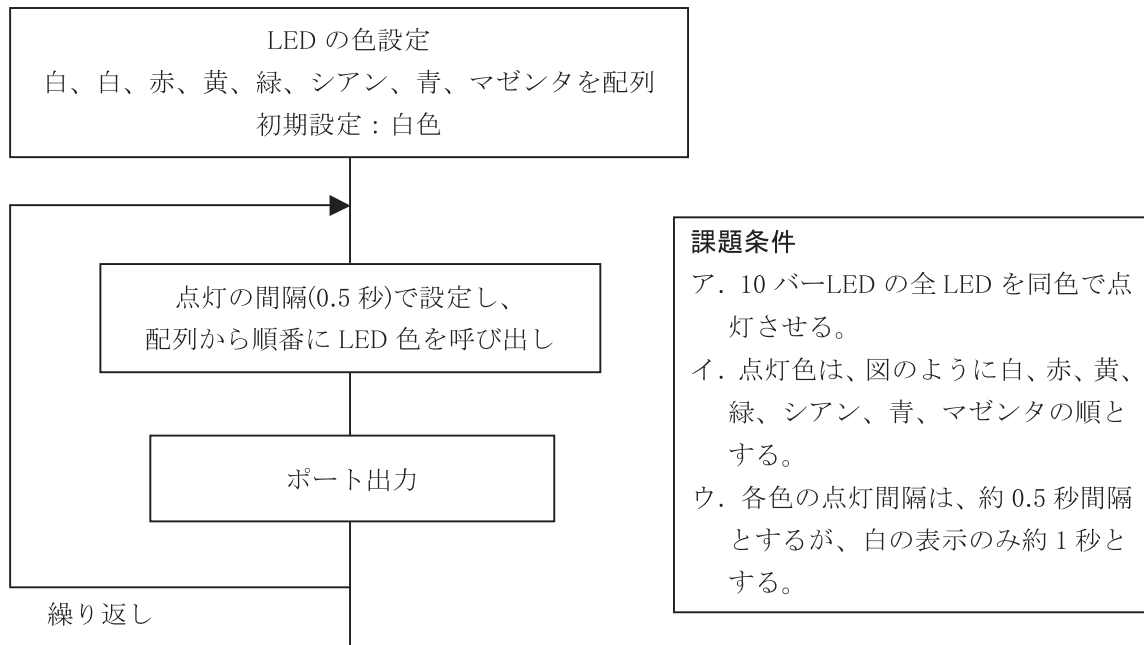 LED の色設定
白、白、赤、黄、緑、シアン、青、マゼンタを配列
初期設定：白色
点灯の間隔(0.5 秒)で設定し、
配列から順番に LED 色を呼び出し
ポート出力
繰り返し
課題条件
ア．10 バーLED の全 LED を同色で点
灯させる。
イ．点灯色は、図のように白、赤、黄、
緑、シアン、青、マゼンタの順と
する。
ウ．各色の点灯間隔は、約 0.5 秒間隔
とするが、白の表示のみ約 1 秒と
する。